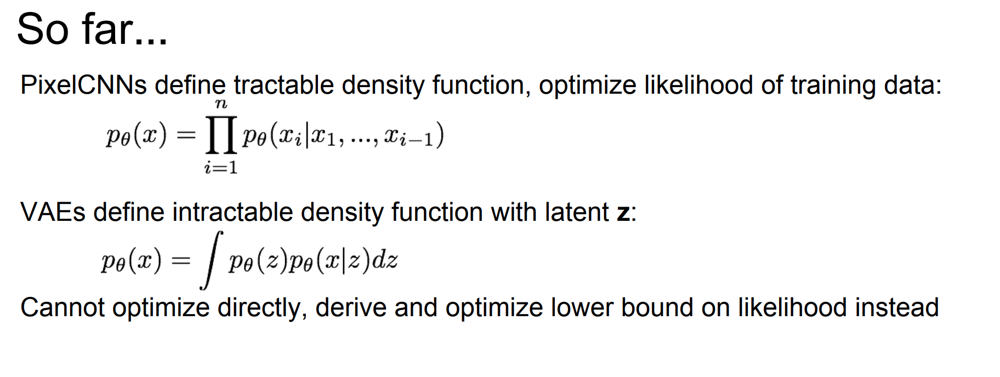 So far...
PixelCNNs define tractable density function, optimize likelihood of training data:
$p_\theta(x) = \prod_{i=1}^{n} p_\theta(x_i|x_1, ..., x_{i-1})$
VAEs define intractable density function with latent z:
$p_\theta(x) = \int p_\theta(z)p_\theta(x|z)dz$
Cannot optimize directly, derive and optimize lower bound on likelihood instead